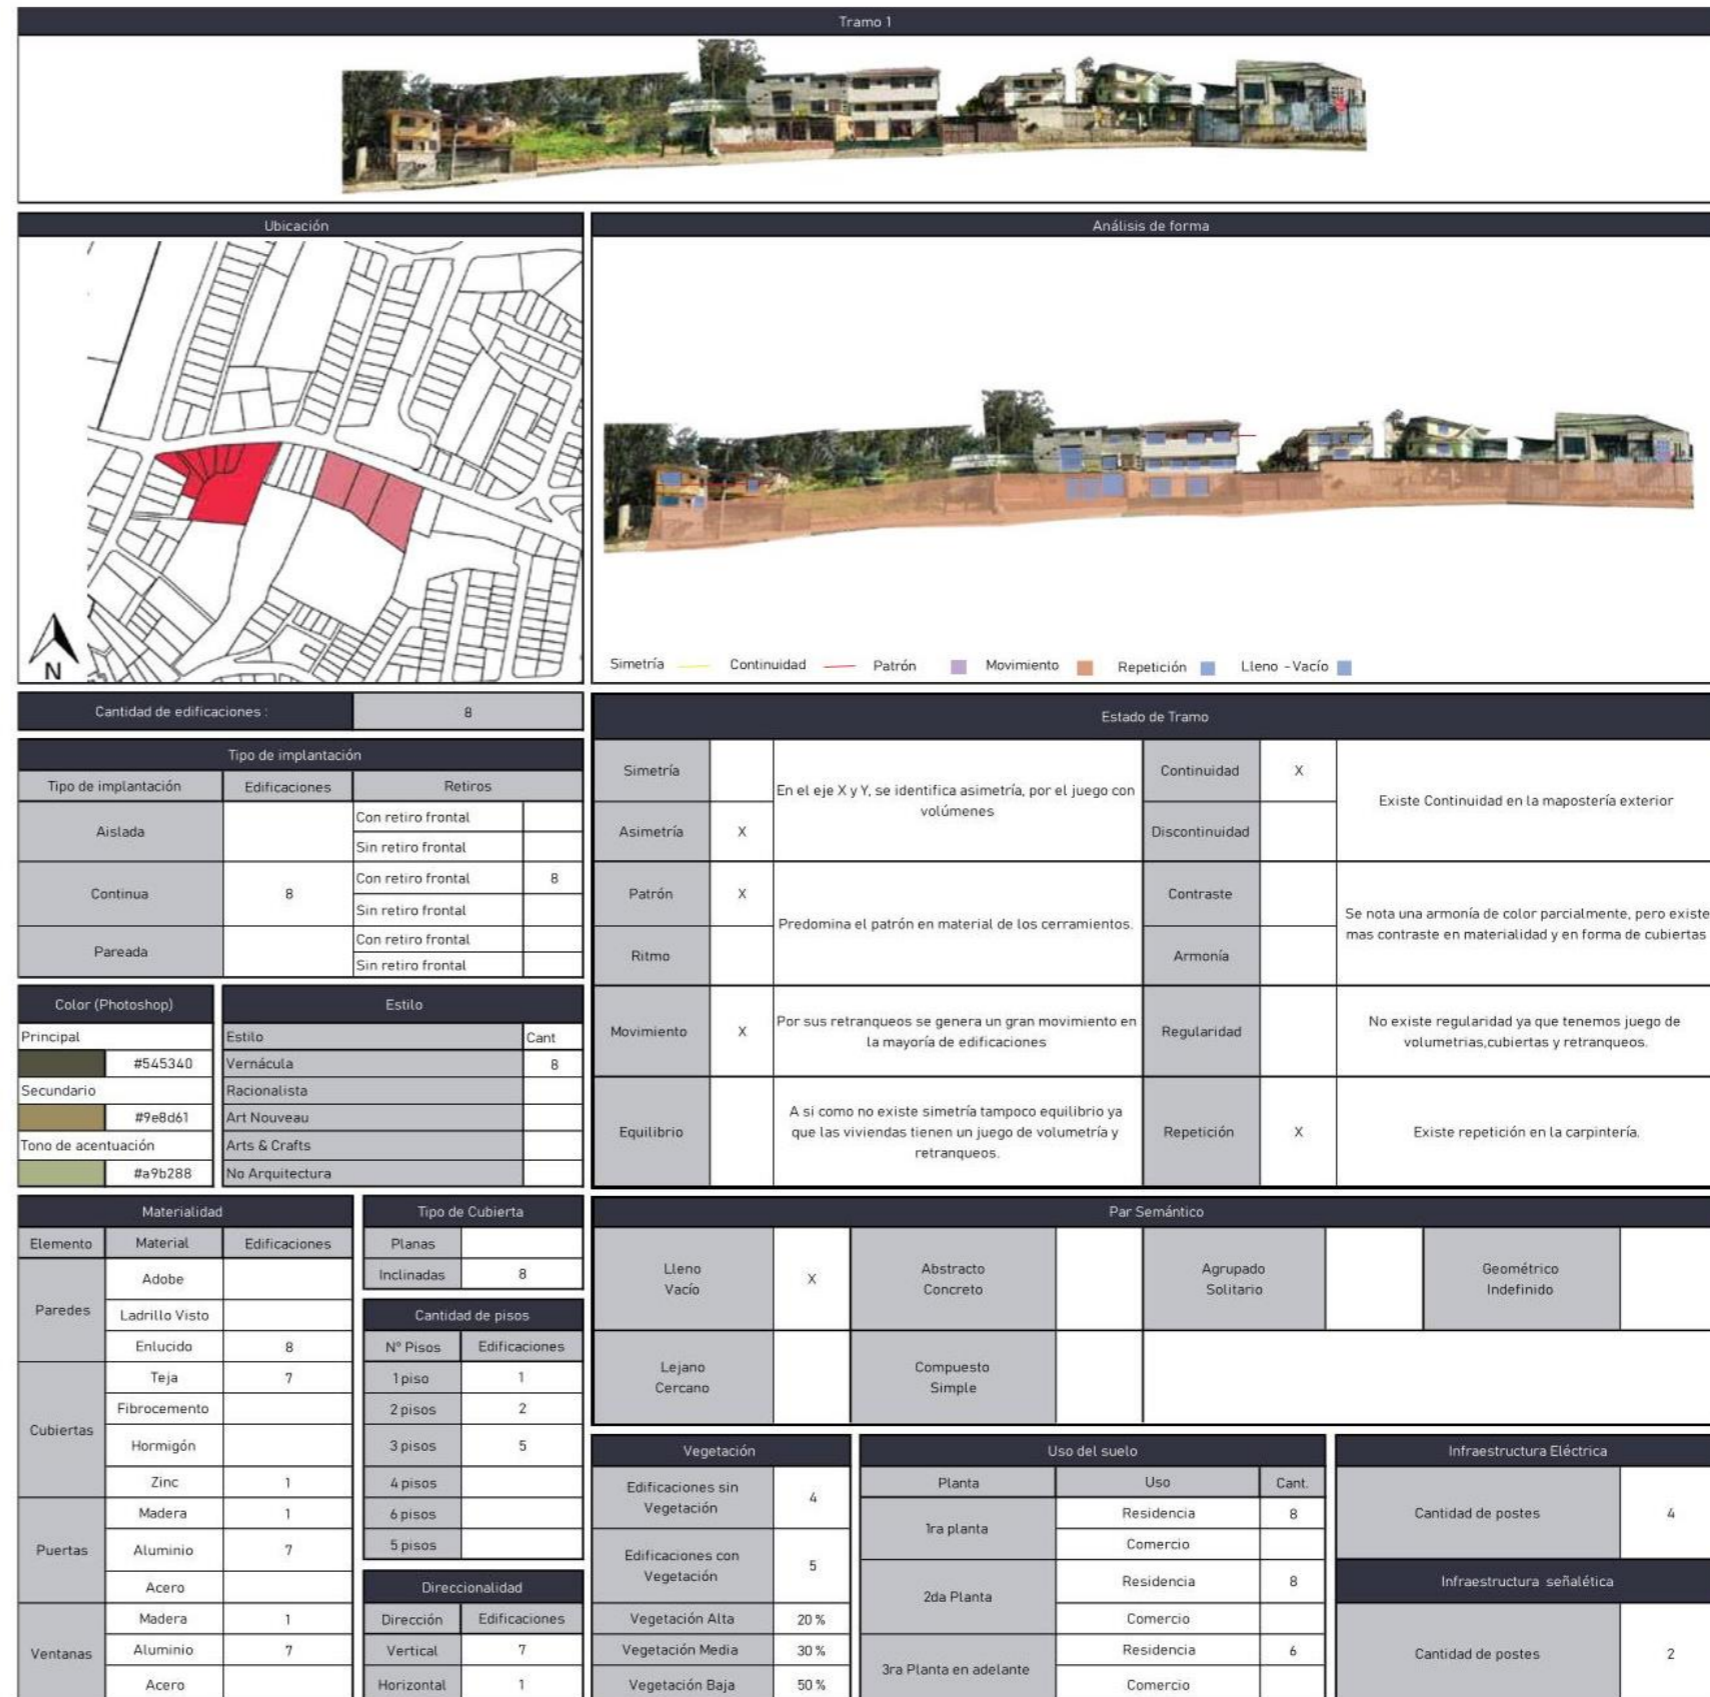 Tramo 1
Ubicación
N
Análisis de forma
Simetría Continuidad Patrón Movimiento Repetición Lleno - Vacío
Cantidad de edificaciones : 8
Tipo de implantación
Tipo de implantación Edificaciones Retiros
Aislada
Con retiro frontal
Sin retiro frontal
Continua 8
Con retiro frontal 8
Sin retiro frontal
Pareada
Con retiro frontal
Sin retiro frontal
Color (Photoshop)
Principal
#545340
Secundario
#9e8d61
Tono de acentuación
#a9b288
Estilo
Estilo Cant
Vernácula 8
Racionalista
Art Nouveau
Arts & Crafts
No Arquitectura
Estado de Tramo
Simetría
Asimetría X
En el eje X y Y, se identifica asimetría, por el juego con
volúmenes
Continuidad X
Discontinuidad
Existe Continuidad en la mapostería exterior
Patrón X
Ritmo
Predomina el patrón en material de los cerramientos.
Contraste
Armonía
Se nota una armonía de color parcialmente, pero existe
mas contraste en materialidad y en forma de cubiertas
Movimiento X
Por sus retranqueos se genera un gran movimiento en
la mayoría de edificaciones
Regularidad
No existe regularidad ya que tenemos juego de
volumetrias,cubiertas y retranqueos.
Equilibrio
A si como no existe simetría tampoco equilibrio ya
que las viviendas tienen un juego de volumetría y
retranqueos.
Repetición X
Existe repetición en la carpintería.
Materialidad
Elemento Material Edificaciones
Paredes
Adobe
Ladrillo Visto
Enlucido 8
Cubiertas
Teja 7
Fibrocemento
Hormigón
Zinc 1
Puertas
Madera 1
Aluminio 7
Acero
Ventanas
Madera 1
Aluminio 7
Acero
Tipo de Cubierta
Planas
Inclinadas 8
Cantidad de pisos
N° Pisos Edificaciones
1 piso 1
2 pisos 2
3 pisos 5
4 pisos
6 pisos
5 pisos
Direccionalidad
Dirección Edificaciones
Vertical 7
Horizontal 1
Par Semántico
Lleno
Vacío
X
Abstracto
Concreto
Agrupado
Solitario
Geométrico
Indefinido
Lejano
Cercano
Compuesto
Simple
Vegetación
Edificaciones sin
Vegetación
4
Edificaciones con
Vegetación
5
Vegetación Alta 20 %
Vegetación Media 30 %
Vegetación Baja 50 %
Uso del suelo
Planta Uso Cant.
1ra planta
Residencia 8
Comercio
2da Planta
Residencia 8
Comercio
3ra Planta en adelante
Residencia 6
Comercio
Infraestructura Eléctrica
Cantidad de postes 4
Infraestructura señalética
Cantidad de postes 2